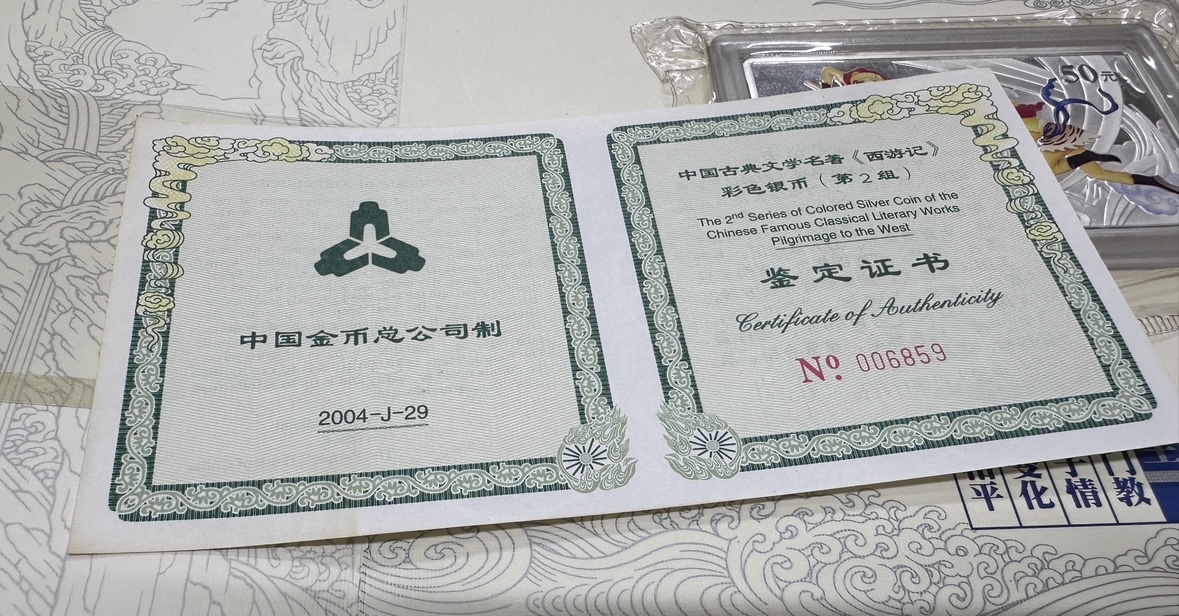 中国金币总公司制
2004-J-29
中国古典文学名著《西游记》
彩色银币（第2组）
The 2nd Series of Colored Silver Coin of the
Chinese Famous Classical Literary Works
Pilgrimage to the West
鉴定证书
Certificate of Authenticity
No. 006859
50元
平
化
情
教